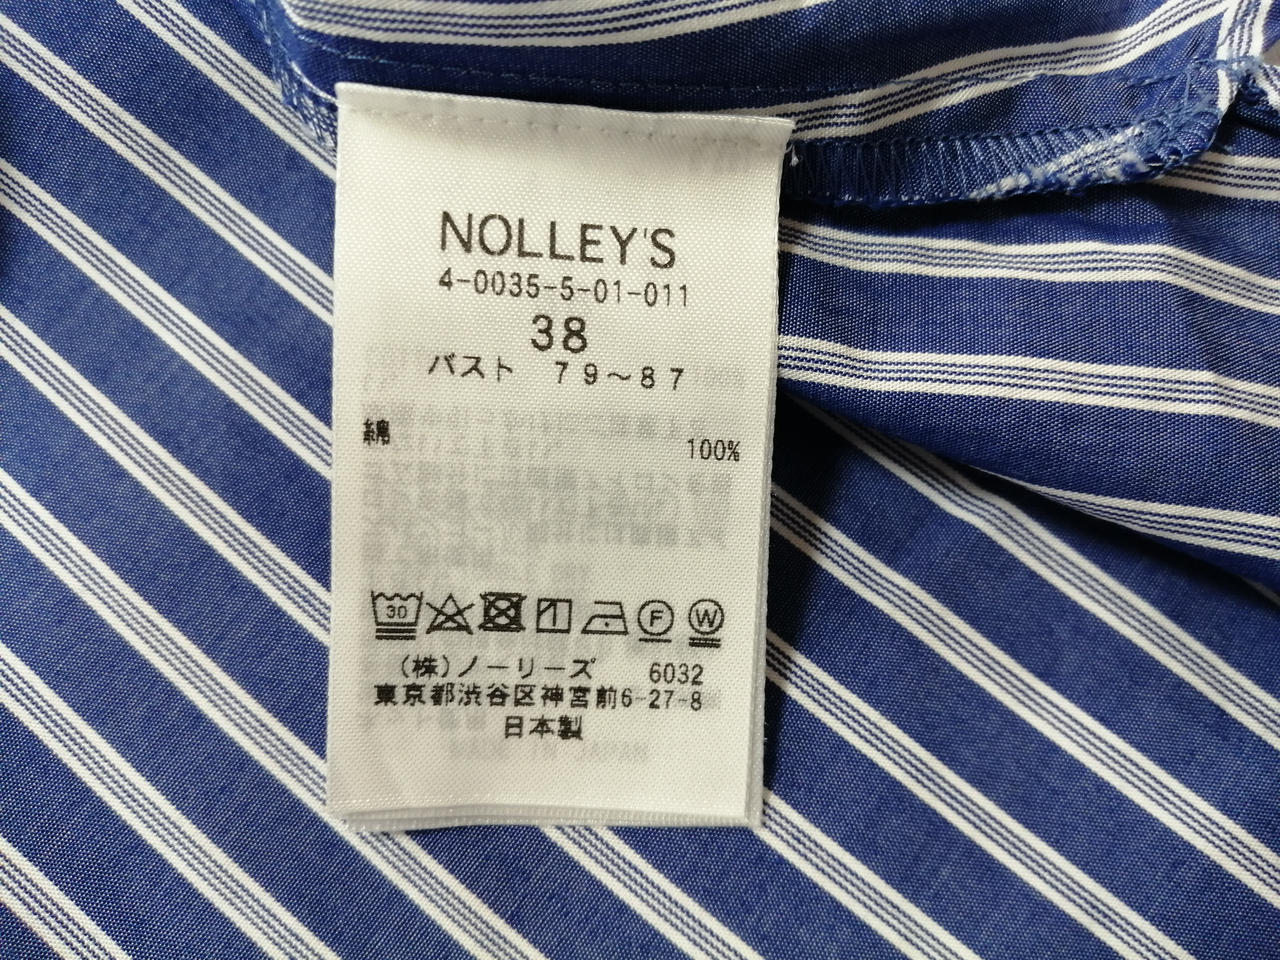 NOLLEY'S
4-0035-5-01-011
38
バスト 79～87
綿 100%
30 F W
(株)ノーリーズ 6032
東京都渋谷区神宮前6-27-8
日本製